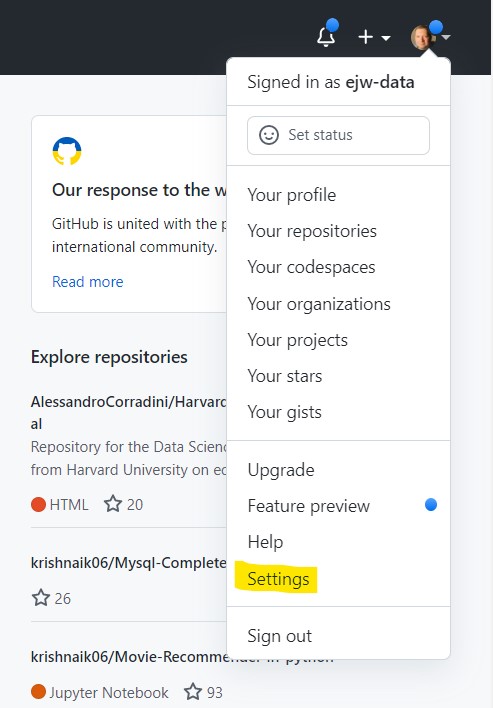 Signed in as ejw-data
Set status
Your profile
Your repositories
Your codespaces
Your organizations
Your projects
Your stars
Your gists
Upgrade
Feature preview
Help
Settings
Sign out
Our response to the w
GitHub is united with the p
international community.
Read more
Explore repositories
AlessandroCorradini/Harvard
al
Repository for the Data Scienc
from Harvard University on ed
HTML 20
krishnaik06/Mysql-Complete
26
krishnaik06/Movie-Recommender-in-python
Jupyter Notebook 93